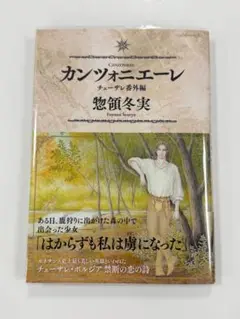 カンツォニエーレ
チェーザレ番外編
惣領冬実
Fuyumi Soryo
ある日、鹿狩りに出かけた森の中で
出会った少女
「はからずも私は虜になった」
チェーザレ・ボルジア 禁断の恋の詩